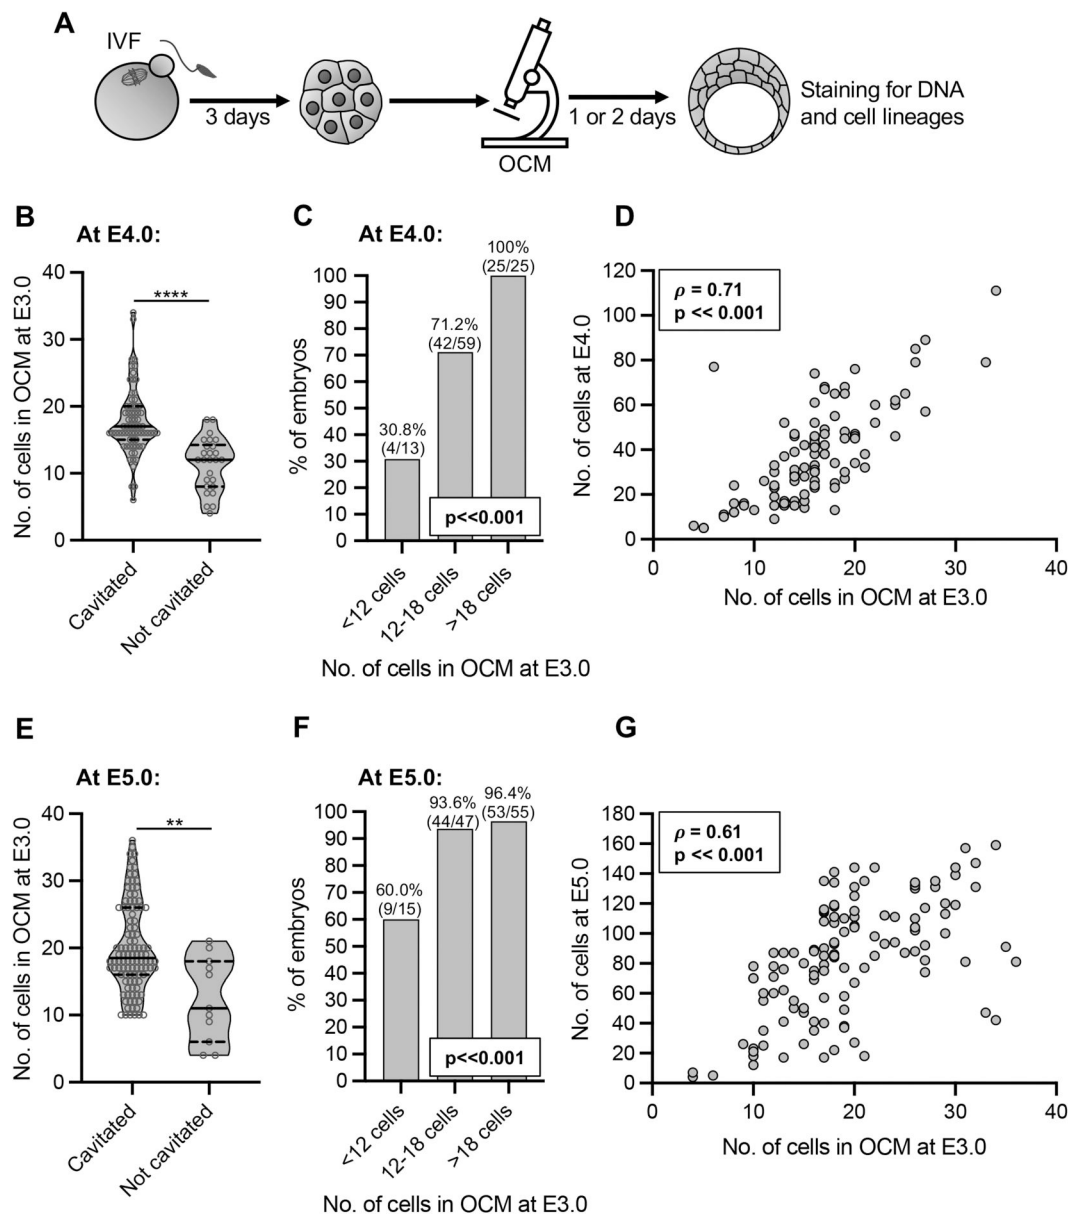 A
IVF
3 days
OCM
1 or 2 days
Staining for DNA
and cell lineages
B
At E4.0:
No. of cells in OCM at E3.0
40
30
20
10
0
****
Cavitated
Not cavitated
C
At E4.0:
% of embryos
100
90
80
70
60
50
40
30
20
10
0
30.8%
(4/13)
71.2%
(42/59)
100%
(25/25)
p<<0.001
<12 cells
12-18 cells
>18 cells
No. of cells in OCM at E3.0
D
No. of cells at E4.0
120
100
80
60
40
20
0
ρ = 0.71
p << 0.001
0
10
20
30
40
No. of cells in OCM at E3.0
E
At E5.0:
No. of cells in OCM at E3.0
40
30
20
10
0
**
Cavitated
Not cavitated
F
At E5.0:
% of embryos
100
90
80
70
60
50
40
30
20
10
0
60.0%
(9/15)
93.6%
(44/47)
96.4%
(53/55)
p<<0.001
<12 cells
12-18 cells
>18 cells
No. of cells in OCM at E3.0
G
No. of cells at E5.0
180
160
140
120
100
80
60
40
20
0
ρ = 0.61
p << 0.001
0
10
20
30
40
No. of cells in OCM at E3.0